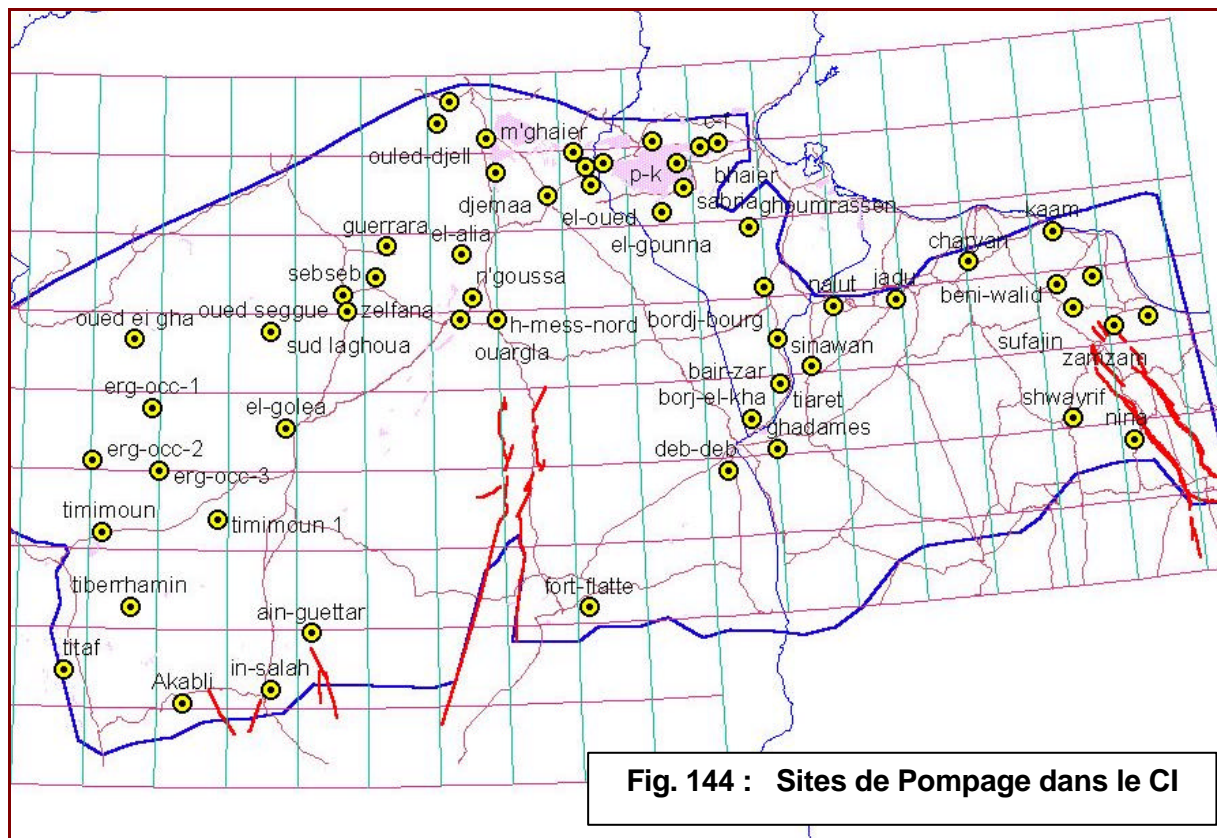 c-f
m'ghaier
ouled-djell
p-k
bhaier
djemaa
sabria
ghoumrassen
el-oued
kaam
guerrara
el-alia
el-gounna
charyan
sebseb
n'goussa
nalut
jadu
beni-walid
oued ei gha
oued seggue
zelfana
h-mess-nord
bordj-bourg
sud laghoua
ouargla
sinawan
sufajin
zamzam
bair-zar
erg-occ-1
borj-el-kha
tiaret
shwayrif
el-golea
ghadames
nina
erg-occ-2
deb-deb
erg-occ-3
timimoun
timimoun 1
tiberrhamin
fort-flatte
ain-guettar
titaf
Akabli
in-salah
Fig. 144 : Sites de Pompage dans le CI